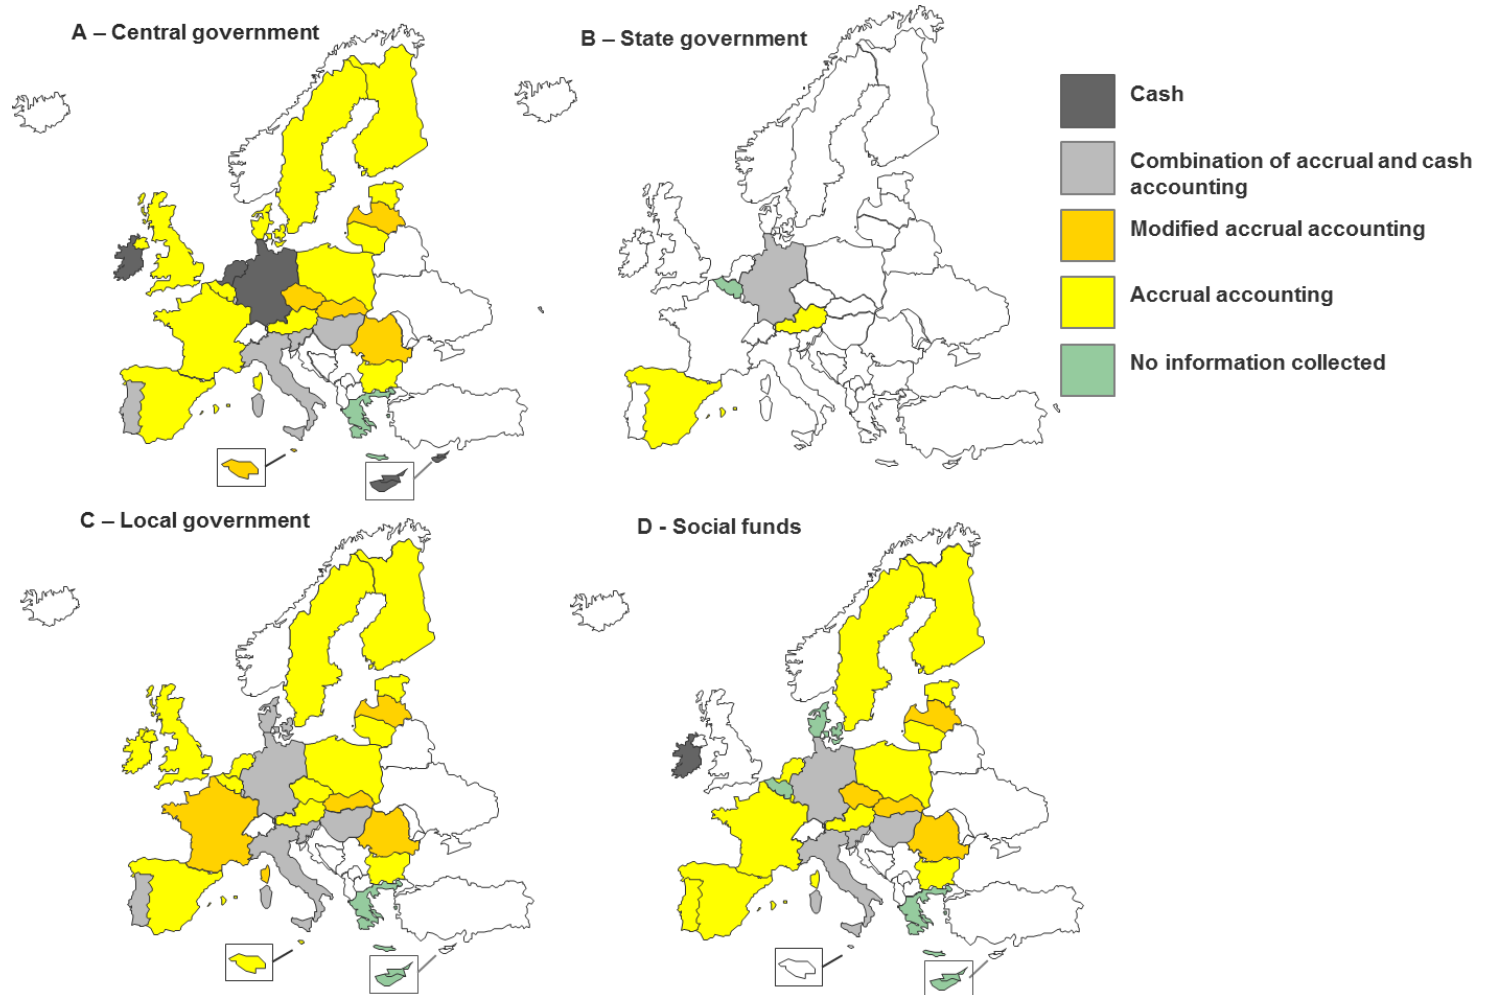 A – Central government
B – State government
Cash
Combination of accrual and cash
accounting
Modified accrual accounting
Accrual accounting
No information collected
C – Local government
D - Social funds